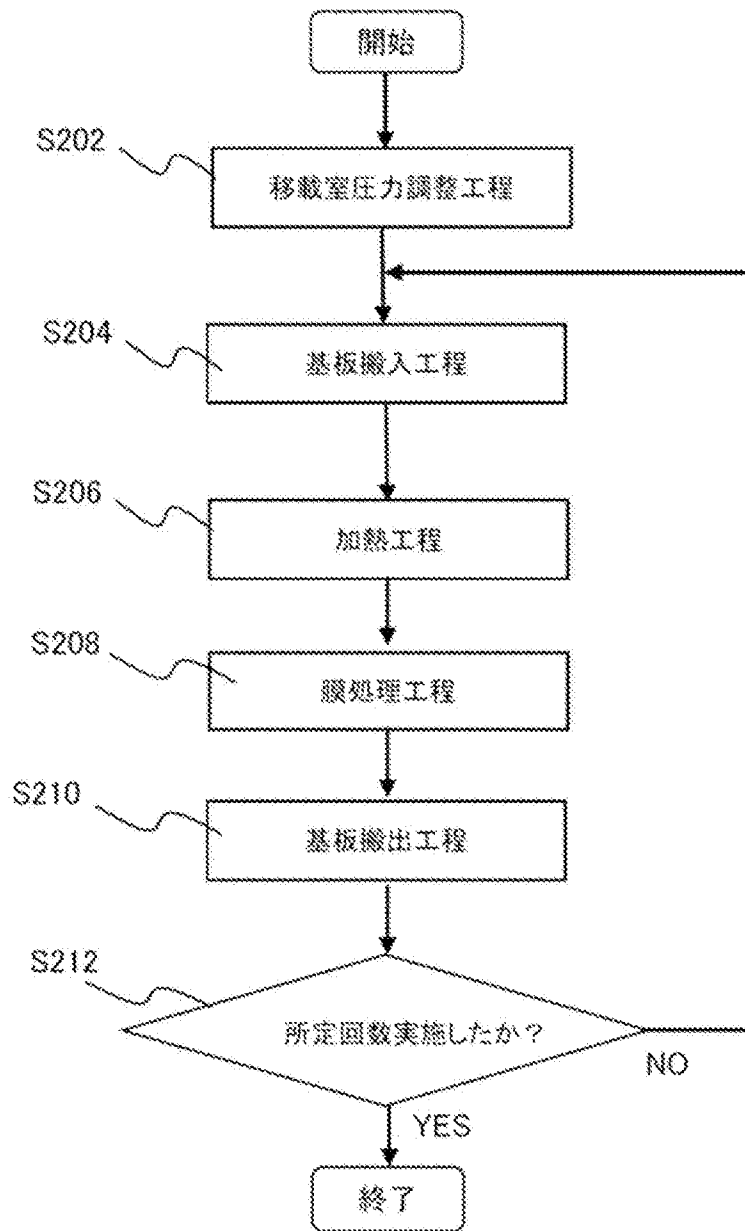 開始
S202
移載室圧力調整工程
S204
基板搬入工程
S206
加熱工程
S208
膜処理工程
S210
基板搬出工程
S212
所定回数実施したか？
NO
YES
終了